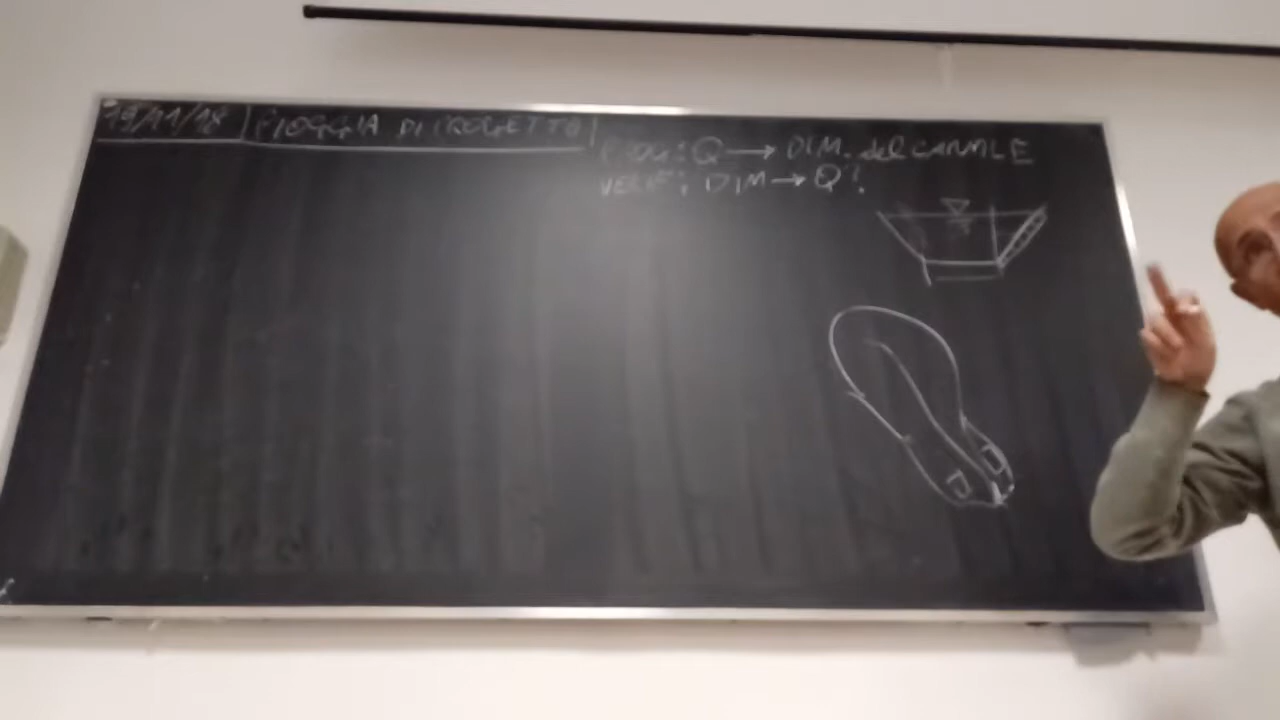 19/11/18 PIOGGIA DI PROGETTO
PROG: Q → DIM. del CANALE
VERIF: DIM → Q?